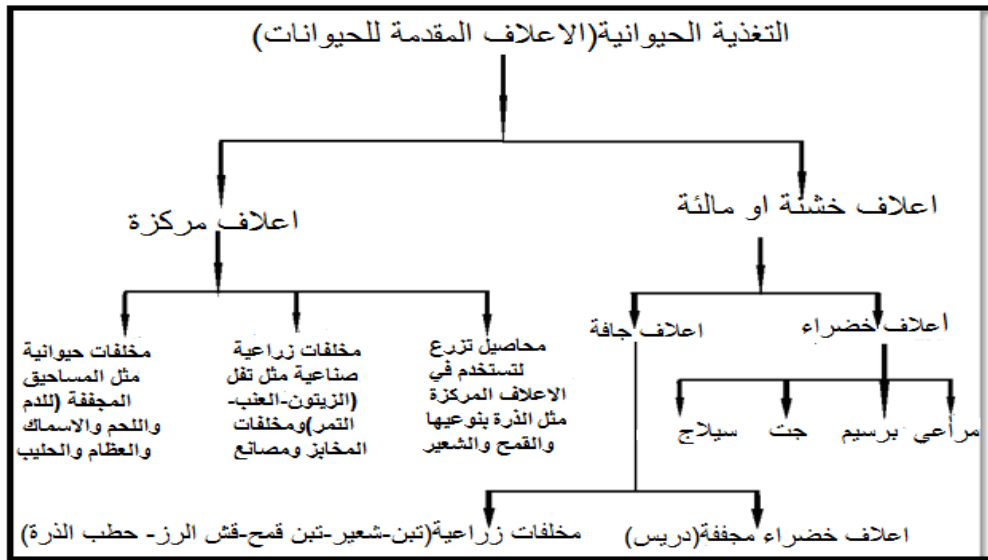 التغذية الحيوانية(الاعلاف المقدمة للحيوانات)
اعلاف خشنة او مالئة
اعلاف مركزة
اعلاف خضراء
اعلاف جافة
محاصيل تزرع
لتستخدم في
الاعلاف المركزة
مثل الذرة بنوعيها
والقمح والشعير
مخلفات زراعية
صناعية مثل تفل
(الزيتون-العنب-
التمر)ومخلفات
المخابز ومصانع
مخلفات حيوانية
مثل المساحيق
المجففة (للدم
واللحم والاسماك
والعظام والحليب
مراعي
برسيم
جت
سيلاج
اعلاف خضراء مجففة(دريس)
مخلفات زراعية(تبن-شعير-تبن قمح-قش الرز- حطب الذرة)